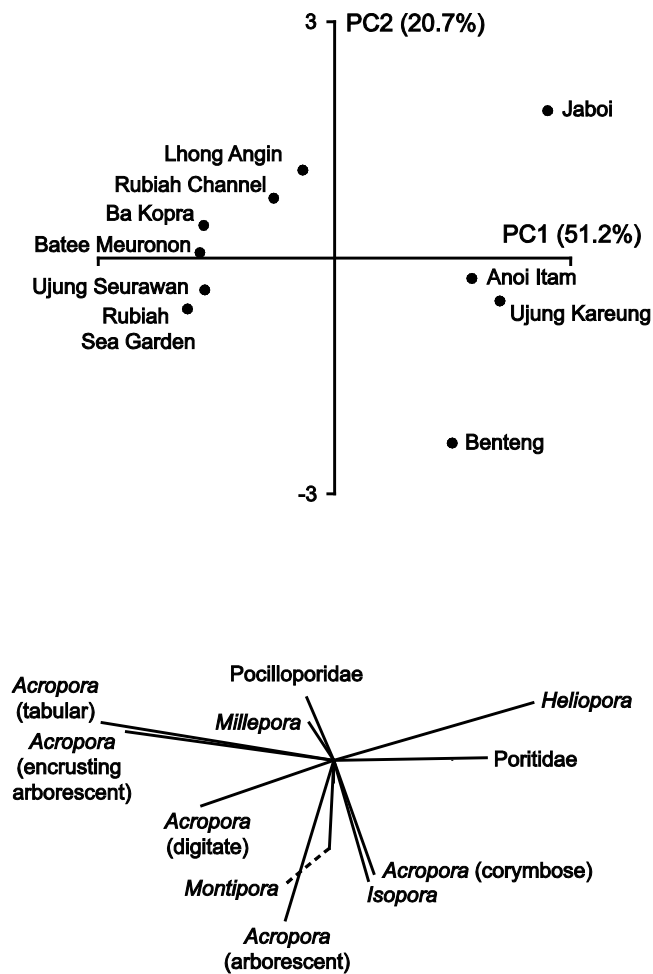 3
PC2 (20.7%)
Jaboi
Lhong Angin
Rubiah Channel
Ba Kopra
PC1 (51.2%)
Batee Meuronon
Anoi Itam
Ujung Seurawan
Ujung Kareung
Rubiah
Sea Garden
Benteng
-3
Pocilloporidae
Acropora
(tabular)
Heliopora
Millepora
Acropora
(encrusting
arborescent)
Poritidae
Acropora
(digitate)
Acropora (corymbose)
Montipora
Isopora
Acropora
(arborescent)